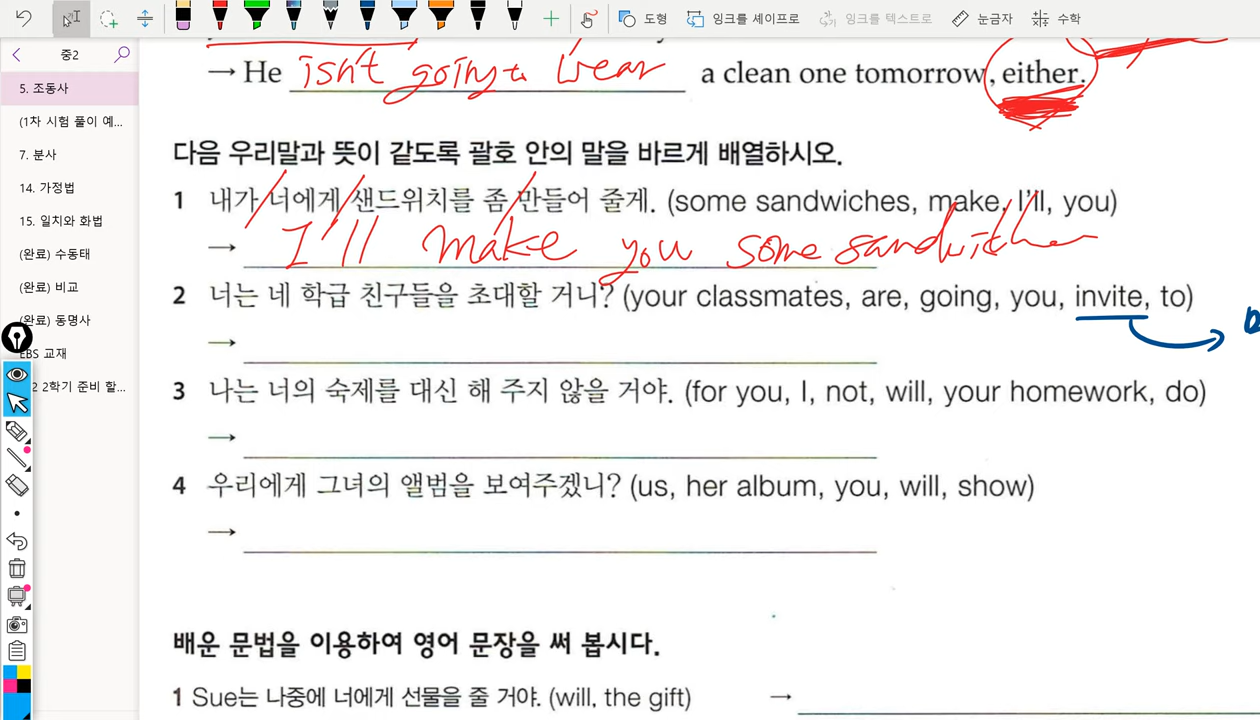 도형 잉크를 셰이프로 잉크를 텍스트로 눈금자 수학
중2
5. 조동사
(1차 시험 풀이 예...
7. 분사
14. 가정법
15. 일치와 화법
(완료) 수동태
(완료) 비교
(완료) 동명사
EBS 교재
2 2학기 준비 할...
→ He isn't going to wear a clean one tomorrow, either.
다음 우리말과 뜻이 같도록 괄호 안의 말을 바르게 배열하시오.
1 내가 너에게 샌드위치를 좀 만들어 줄게. (some sandwiches, make, I'll, you)
→ I'll make you some sandwiches
2 너는 네 학급 친구들을 초대할 거니? (your classmates, are, going, you, invite, to)
→
3 나는 너의 숙제를 대신 해 주지 않을 거야. (for you, I, not, will, your homework, do)
→
4 우리에게 그녀의 앨범을 보여주겠니? (us, her album, you, will, show)
→
배운 문법을 이용하여 영어 문장을 써 봅시다.
1 Sue는 나중에 너에게 선물을 줄 거야. (will, the gift) →